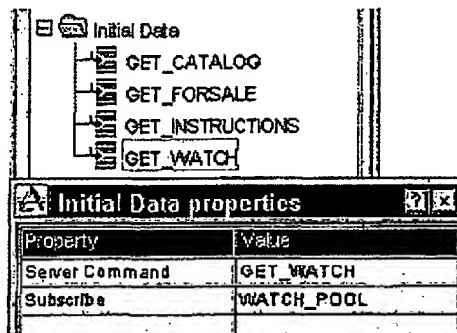 Initial Data
GET_CATALOG
GET_FORSALE
GET_INSTRUCTIONS
GET_WATCH
Initial Data properties
Property Value
Server Command GET_WATCH
Subscribe WATCH_POOL